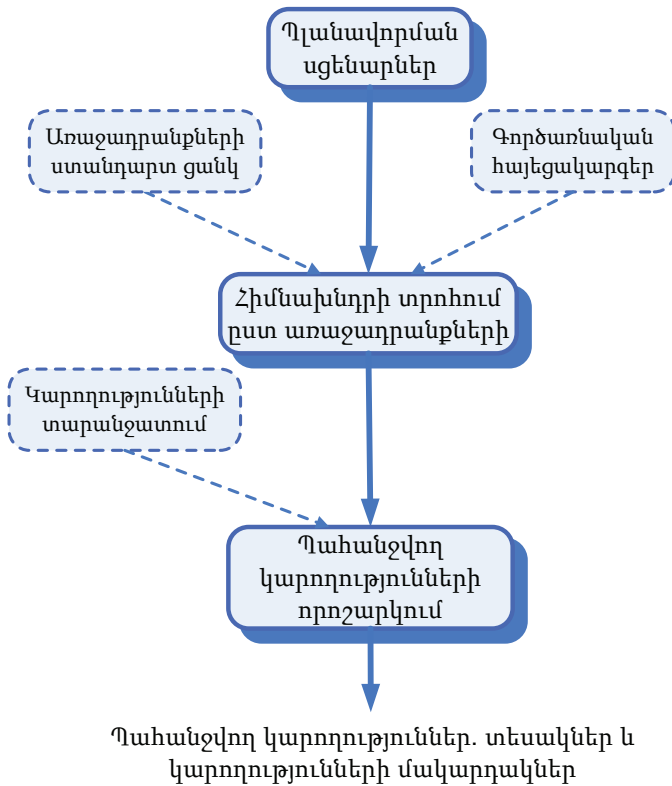 Պլանավորման
սցենարներ
Առաջադրանքների
ստանդարտ ցանկ
Գործառնական
հայեցակարգեր
Հիմնախնդրի տրոհում
ըստ առաջադրանքների
Կարողությունների
տարանջատում
Պահանջվող
կարողությունների
որոշարկում
Պահանջվող կարողություններ. տեսակներ և
կարողությունների մակարդակներ